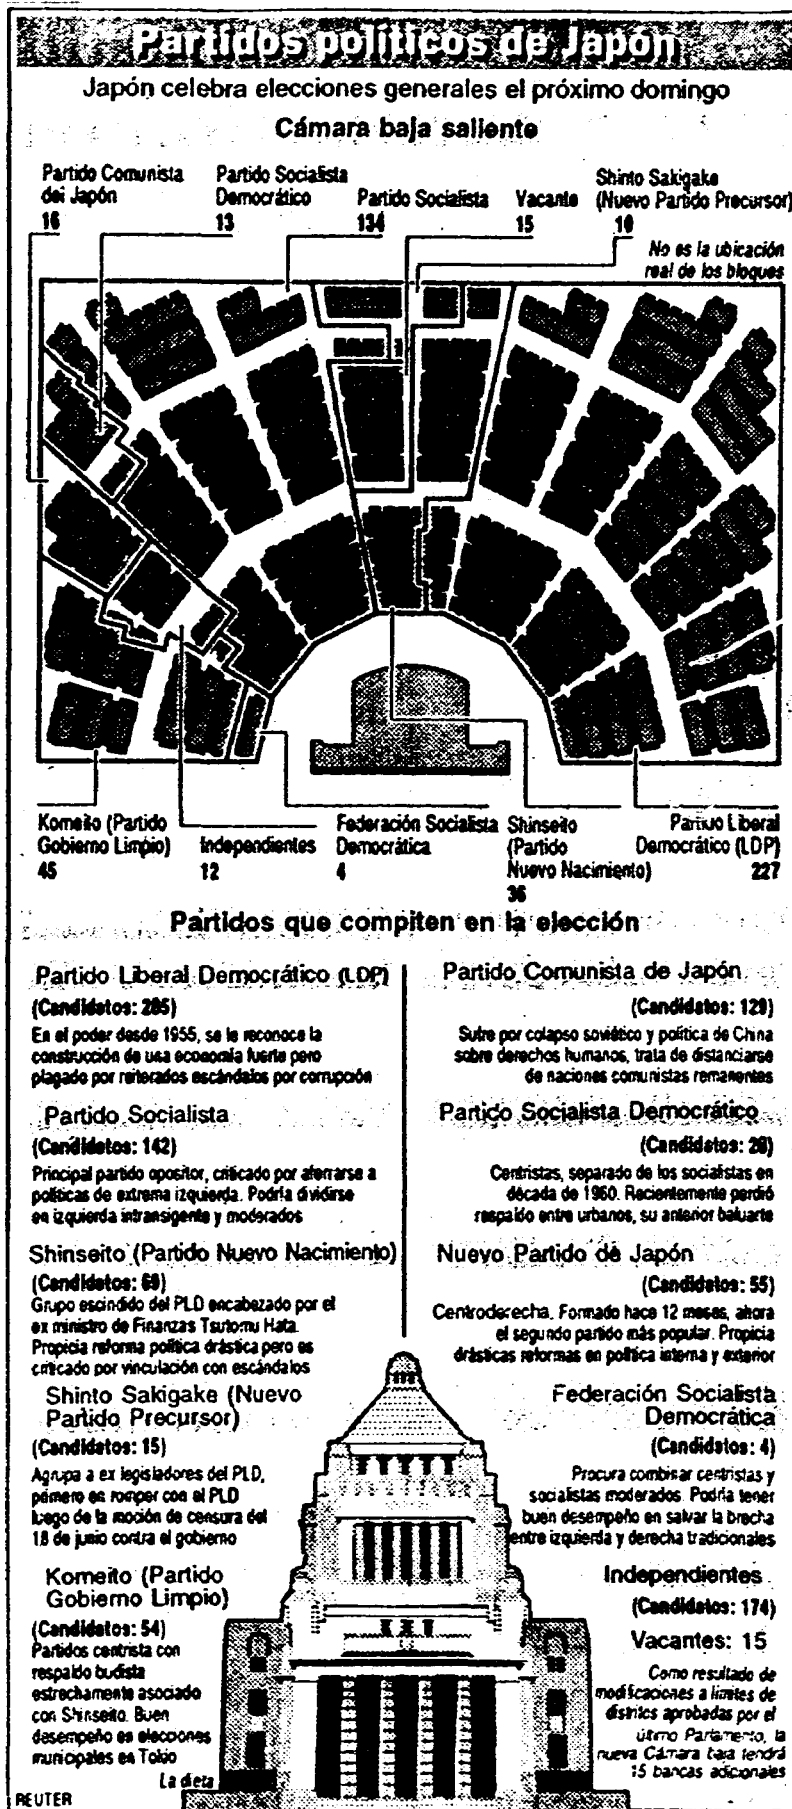 Partidos políticos de Japón
Japón celebra elecciones generales el próximo domingo
Cámara baja saliente
Partido Comunista
del Japón
16
Partido Socialista
Democrático
13
Partido Socialista
134
Vacante
15
Shinto Sakigake
(Nuevo Partido Precursor)
10
No es la ubicación
real de los bloques
Komeito (Partido
Gobierno Limpio)
45
Independientes
12
Federación Socialista
Democrática
4
Shinseito
(Partido
Nuevo Nacimiento)
36
Partido Liberal
Democrático (LDP)
227
Partidos que compiten en la elección
Partido Liberal Democrático (LDP)
(Candidatos: 285)
En el poder desde 1955, se le reconoce la
construcción de una economía fuerte pero
plagado por reiterados escándalos por corrupción
Partido Socialista
(Candidatos: 142)
Principal partido opositor, criticado por aferrarse a
políticas de extrema izquierda. Podría dividirse
en izquierda intransigente y moderados
Shinseito (Partido Nuevo Nacimiento)
(Candidatos: 69)
Grupo escindido del PLD encabezado por el
ex ministro de Finanzas Tsutomu Hata.
Propicia reforma política drástica pero es
criticado por vinculación con escándalos
Shinto Sakigake (Nuevo
Partido Precursor)
(Candidatos: 15)
Agrupa a ex legisladores del PLD,
primero en romper con el PLD
luego de la moción de censura del
18 de junio contra el gobierno
Komeito (Partido
Gobierno Limpio)
(Candidatos: 54)
Partidos centrista con
respaldo budista
estrechamente asociado
con Shinseito. Buen
desempeño en elecciones
municipales en Tokio
La dieta
REUTER
Partido Comunista de Japón
(Candidatos: 129)
Sufre por colapso soviético y política de China
sobre derechos humanos, trata de distanciarse
de naciones comunistas remanentes
Partido Socialista Democrático
(Candidatos: 28)
Centristas, separado de los socialistas en
década de 1960. Recientemente perdió
respaldo entre urbanos, su anterior baluarte
Nuevo Partido de Japón
(Candidatos: 55)
Centroderecha. Formado hace 12 meses, ahora
el segundo partido más popular. Propicia
drásticas reformas en política interna y exterior
Federación Socialista
Democrática
(Candidatos: 4)
Procura combinar centristas y
socialistas moderados. Podría tener
buen desempeño en salvar la brecha
entre izquierda y derecha tradicionales
Independientes
(Candidatos: 174)
Vacantes: 15
Como resultado de
modificaciones a límites de
distritos aprobadas por el
último Parlamento, la
nueva Cámara baja tendrá
15 bancas adicionales